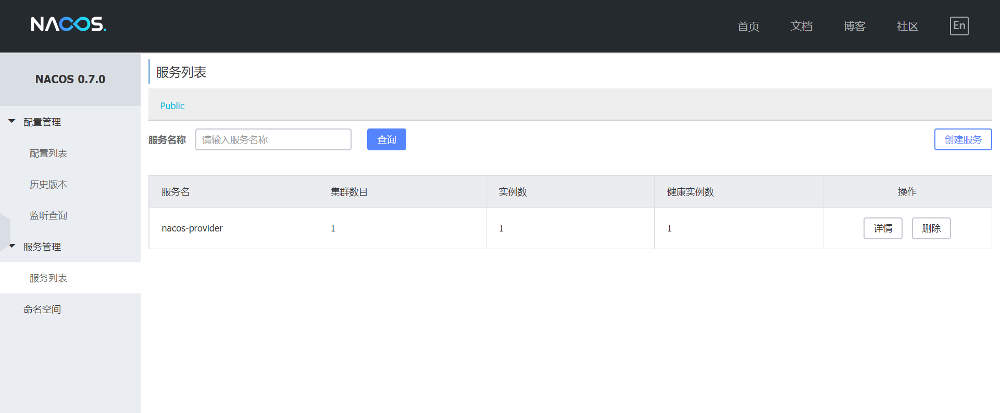 NACOS.
首页 文档 博客 社区 En
NACOS 0.7.0
配置管理
配置列表
历史版本
监听查询
服务管理
服务列表
命名空间
服务列表
Public
服务名称 请输入服务名称 查询 创建服务
服务名 集群数目 实例数 健康实例数 操作
nacos-provider 1 1 1 详情 删除